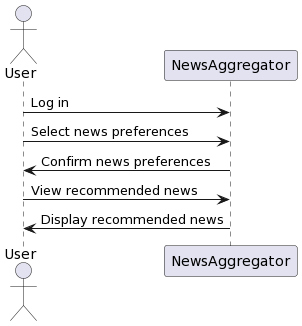 User
NewsAggregator
Log in
Select news preferences
Confirm news preferences
View recommended news
Display recommended news
User
NewsAggregator